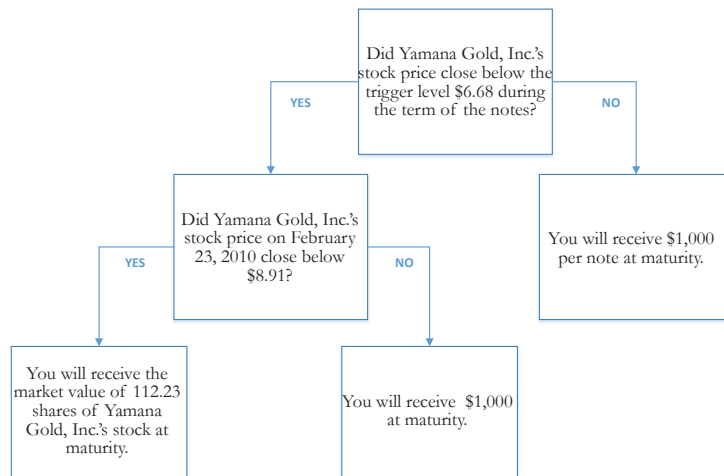 Did Yamana Gold, Inc.'s
stock price close below the
trigger level $6.68 during
the term of the notes?
YES
NO
Did Yamana Gold, Inc.'s
stock price on February
23, 2010 close below
$8.91?
You will receive $1,000
per note at maturity.
YES
NO
You will receive the
market value of 112.23
shares of Yamana
Gold, Inc.'s stock at
maturity.
You will receive $1,000
at maturity.